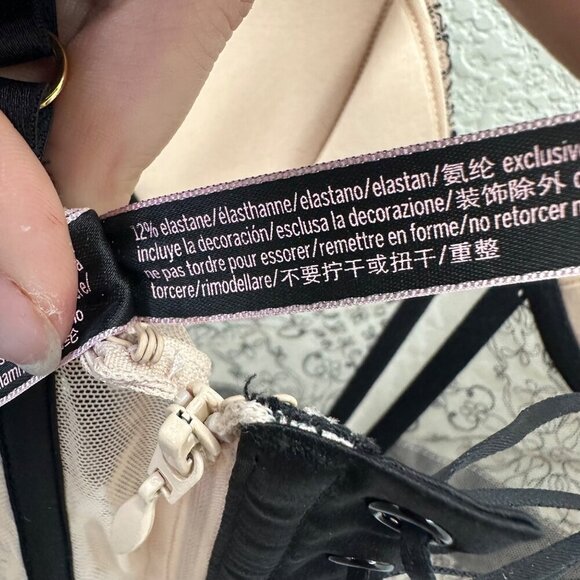 12% elastane/élasthanne/elastano/elastan/氨纶 exclusiv
incluye la decoración/esclusa la decorazione/装饰除外
ne pas tordre pour essorer/remettre en forme/no retorcer
torcere/rimodellare/不要拧干或扭干/重整